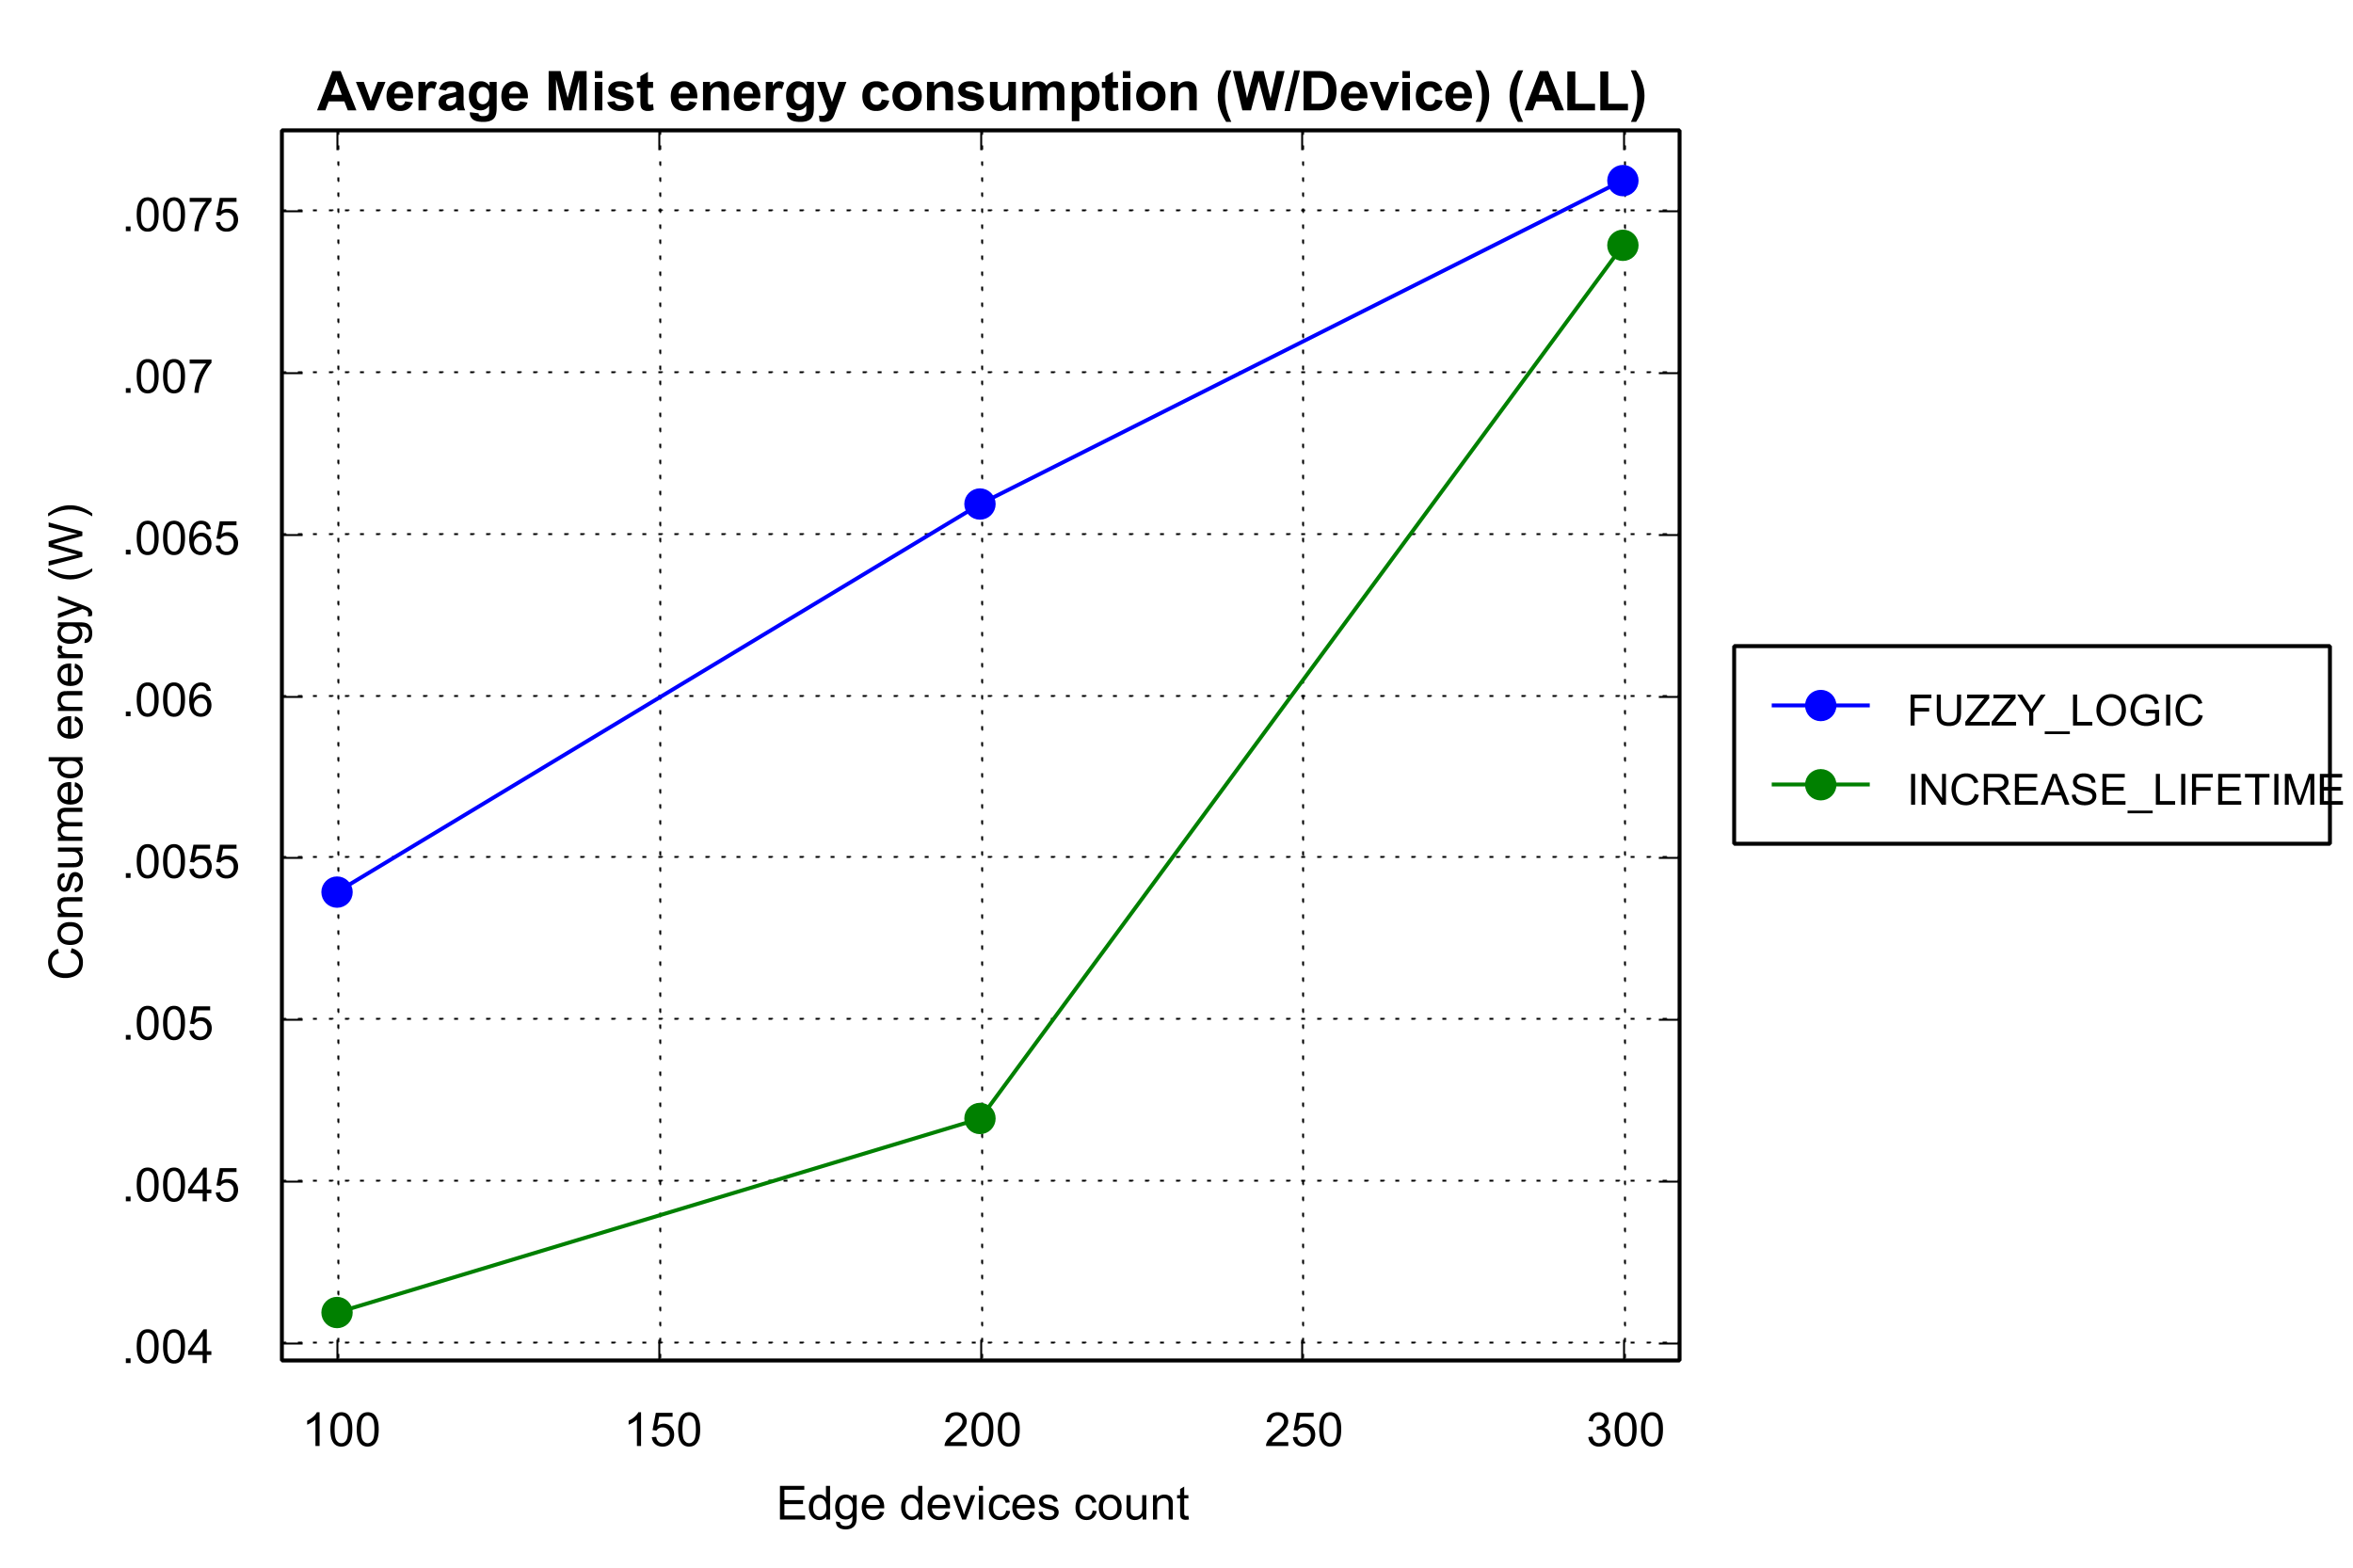 Average Mist energy consumption (W/Device) (ALL)
.0075
.007
.0065
.006
.0055
.005
.0045
.004
Consumed energy (W)
100 150 200 250 300
Edge devices count
FUZZY_LOGIC
INCREASE_LIFETIME